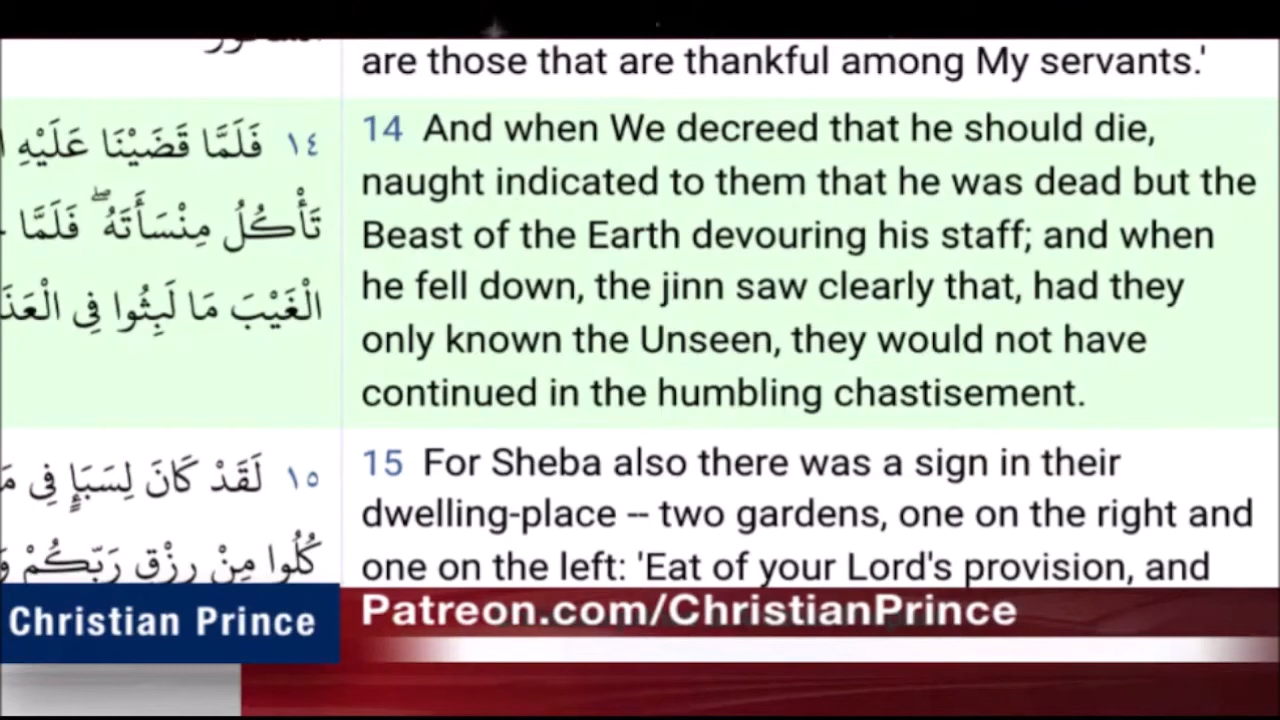 are those that are thankful among My servants.'
١٤ فَلَمَّا قَضَيْنَا عَلَيْهِ
تَأْكُلُ مِنْسَأَتَهُ ۖ فَلَمَّا
الْغَيْبَ مَا لَبِثُوا فِى
14 And when We decreed that he should die,
naught indicated to them that he was dead but the
Beast of the Earth devouring his staff; and when
he fell down, the jinn saw clearly that, had they
only known the Unseen, they would not have
continued in the humbling chastisement.
١٥ لَقَدْ كَانَ لِسَبَإٍ فِى
كُلُوا مِنْ رِزْقِ رَبِّكُمْ
15 For Sheba also there was a sign in their
dwelling-place -- two gardens, one on the right and
one on the left: 'Eat of your Lord's provision, and
Christian Prince
Patreon.com/ChristianPrince